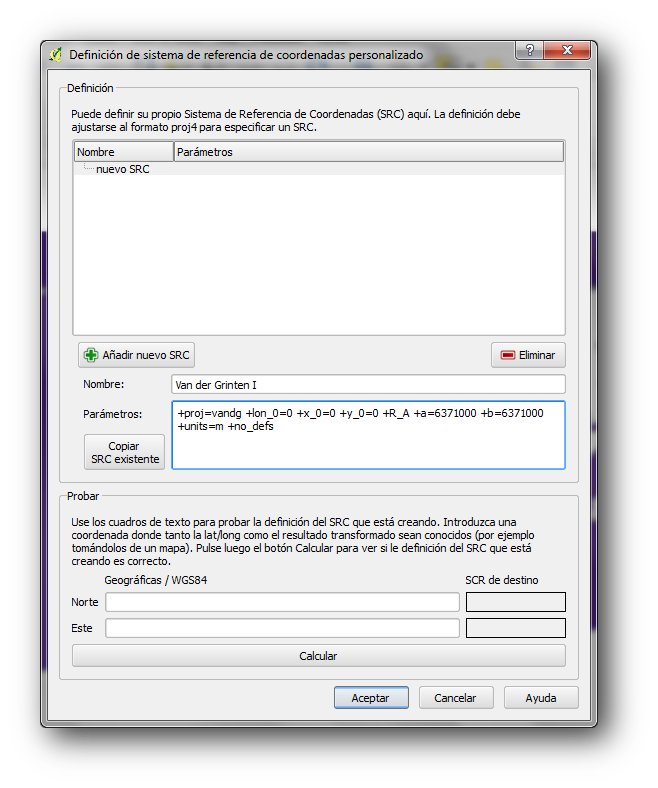 Definición de sistema de referencia de coordenadas personalizado
Definición
Puede definir su propio Sistema de Referencia de Coordenadas (SRC) aquí. La definición debe
ajustarse al formato proj4 para especificar un SRC.
Nombre Parámetros
nuevo SRC
Añadir nuevo SRC Eliminar
Nombre: Van der Grinten I
Parámetros: +proj=vandg +lon_0=0 +x_0=0 +y_0=0 +R_A +a=6371000 +b=6371000
+units=m +no_defs
Copiar
SRC existente
Probar
Use los cuadros de texto para probar la definición del SRC que está creando. Introduzca una
coordenada donde tanto la lat/long como el resultado transformado sean conocidos (por ejemplo
tomándolos de un mapa). Pulse luego el botón Calcular para ver si le definición del SRC que está
creando es correcto.
Geográficas / WGS84 SCR de destino
Norte
Este
Calcular
Aceptar Cancelar Ayuda